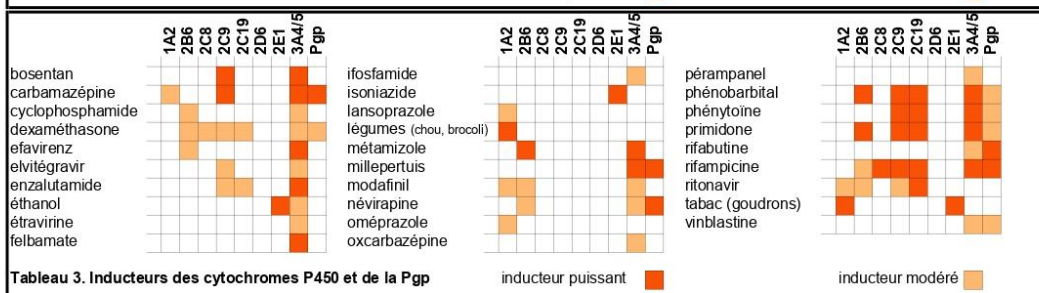 1A2 2B6 2C8 2C9 2C19 2D6 2E1 3A4/5 Pgp
bosentan
carbamazépine
cyclophosphamide
dexaméthasone
efavirenz
elvitégravir
enzalutamide
éthanol
étravirine
felbamate
1A2 2B6 2C8 2C9 2C19 2D6 2E1 3A4/5 Pgp
ifosfamide
isoniazide
lansoprazole
légumes (chou, brocoli)
métamizole
millepertuis
modafinil
névirapine
oméprazole
oxcarbazépine
1A2 2B6 2C8 2C9 2C19 2D6 2E1 3A4/5 Pgp
pérampanel
phénobarbital
phénytoïne
primidone
rifabutine
rifampicine
ritonavir
tabac (goudrons)
vinblastine
Tableau 3. Inducteurs des cytochromes P450 et de la Pgp
inducteur puissant
inducteur modéré